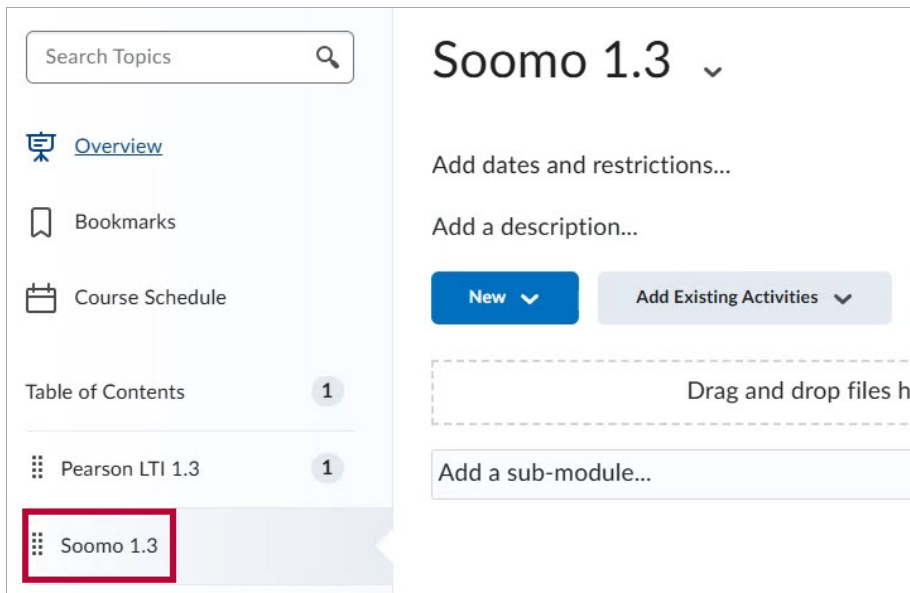 Search Topics
Overview
Bookmarks
Course Schedule
Table of Contents 1
Pearson LTI 1.3 1
Soomo 1.3
Soomo 1.3
Add dates and restrictions...
Add a description...
New Add Existing Activities
Drag and drop files h
Add a sub-module...